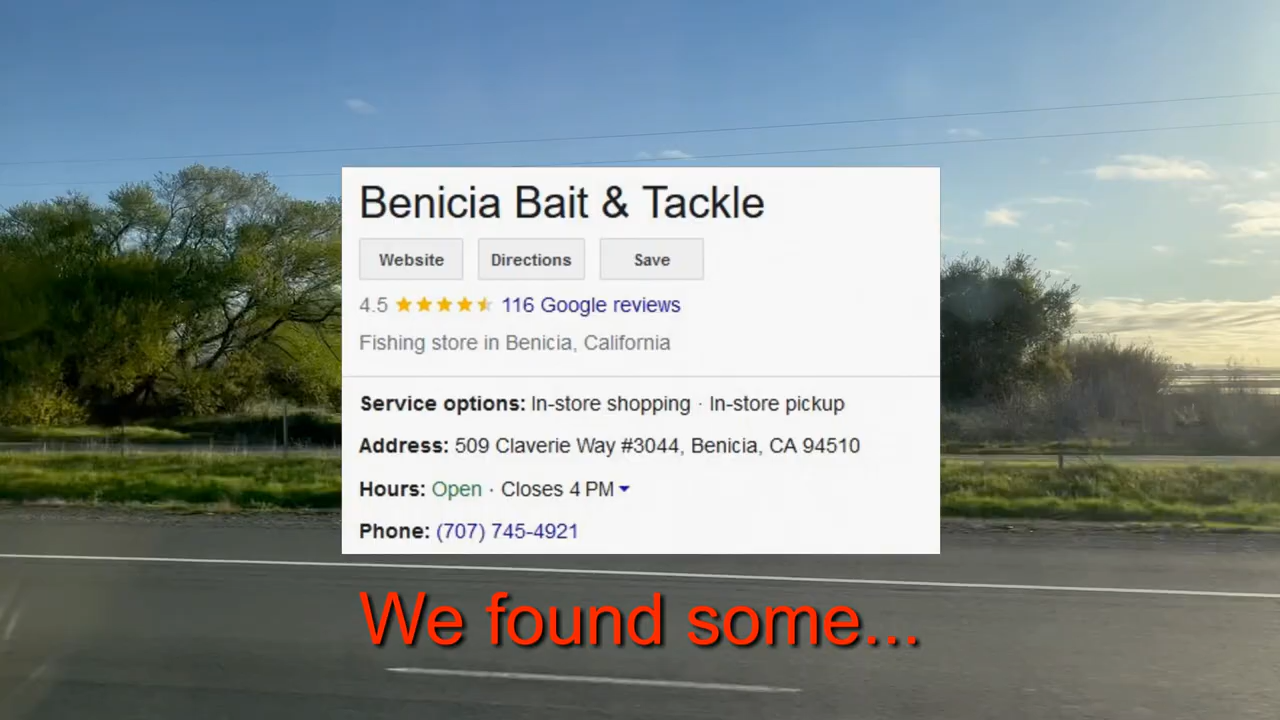 Benicia Bait & Tackle
Website Directions Save
4.5 116 Google reviews
Fishing store in Benicia, California
Service options: In-store shopping · In-store pickup
Address: 509 Claverie Way #3044, Benicia, CA 94510
Hours: Open · Closes 4 PM
Phone: (707) 745-4921
We found some...